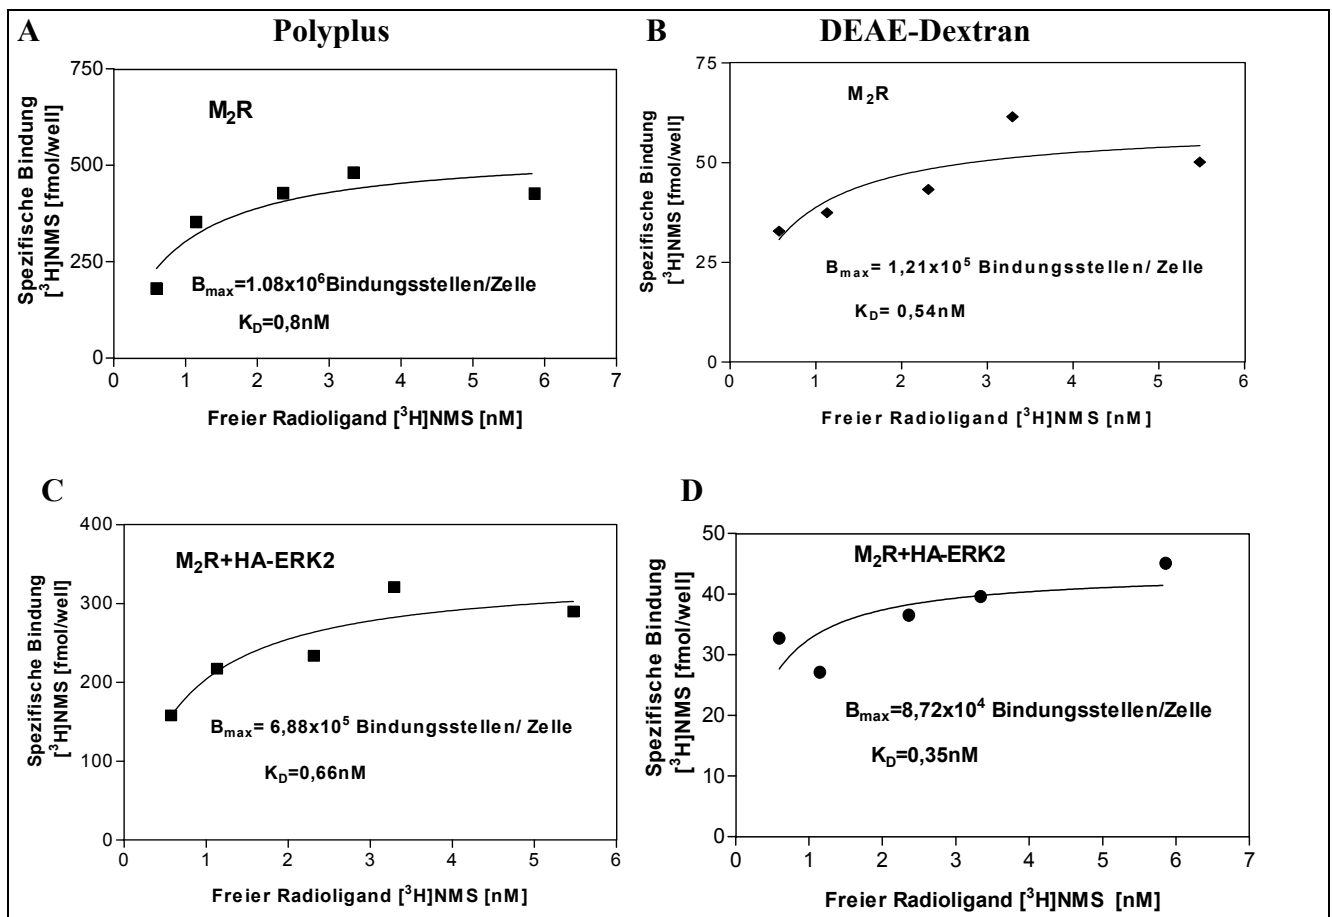 A Polyplus
Spezifische Bindung
[³H]NMS [fmol/well]
750
500
250
0
M₂R
Bmax=1.08x10⁶Bindungsstellen/Zelle
K_D=0,8nM
0 1 2 3 4 5 6 7
Freier Radioligand [³H]NMS [nM]
B DEAE-Dextran
Spezifische Bindung
[³H]NMS [fmol/well]
75
50
25
0
M₂R
Bmax= 1,21x10⁵ Bindungsstellen/ Zelle
K_D= 0,54nM
0 1 2 3 4 5 6
Freier Radioligand [³H]NMS [nM]
C
Spezifische Bindung
[³H]NMS [fmol/well]
400
300
200
100
0
M₂R+HA-ERK2
Bmax= 6,88x10⁵ Bindungsstellen/ Zelle
K_D=0,66nM
0 1 2 3 4 5 6
Freier Radioligand [³H]NMS [nM]
D
Spezifische Bindung
[³H]NMS [fmol/well]
50
40
30
20
10
0
M₂R+HA-ERK2
Bmax=8,72x10⁴ Bindungsstellen/Zelle
K_D=0,35nM
0 1 2 3 4 5 6 7
Freier Radioligand [³H]NMS [nM]